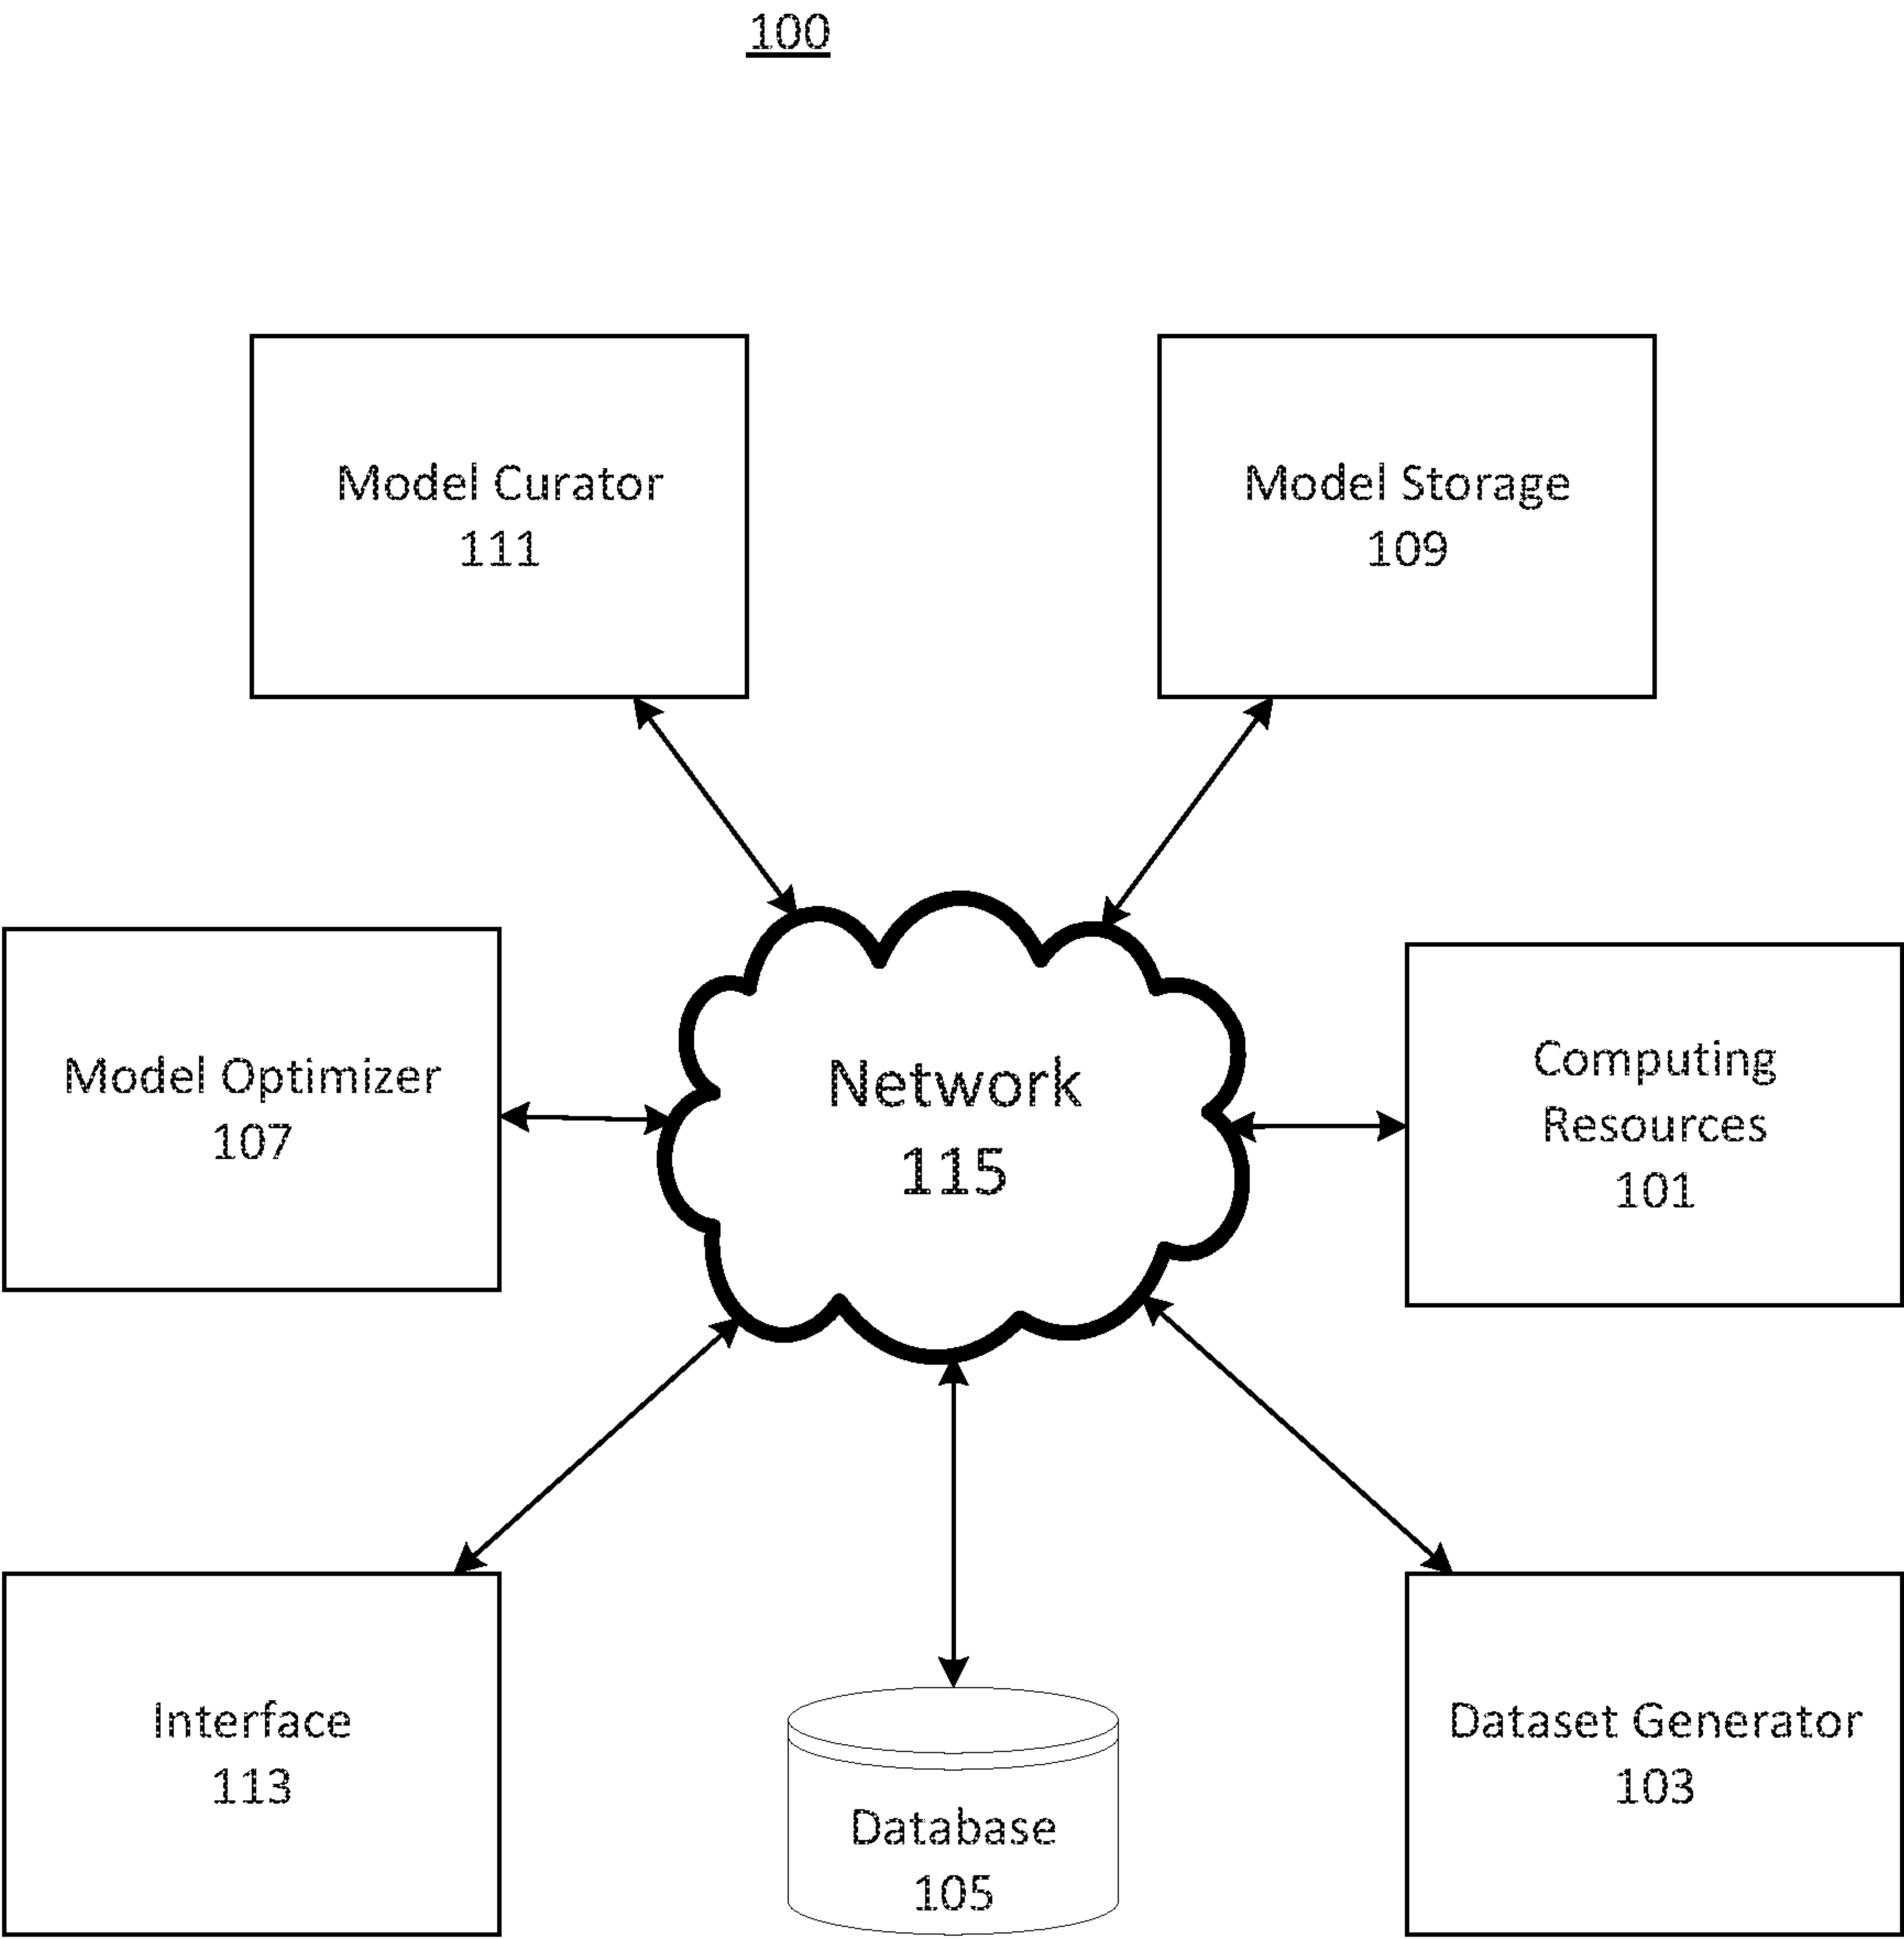 100
Model Curator
111
Model Storage
109
Model Optimizer
107
Network
115
Computing
Resources
101
Interface
113
Database
105
Dataset Generator
103